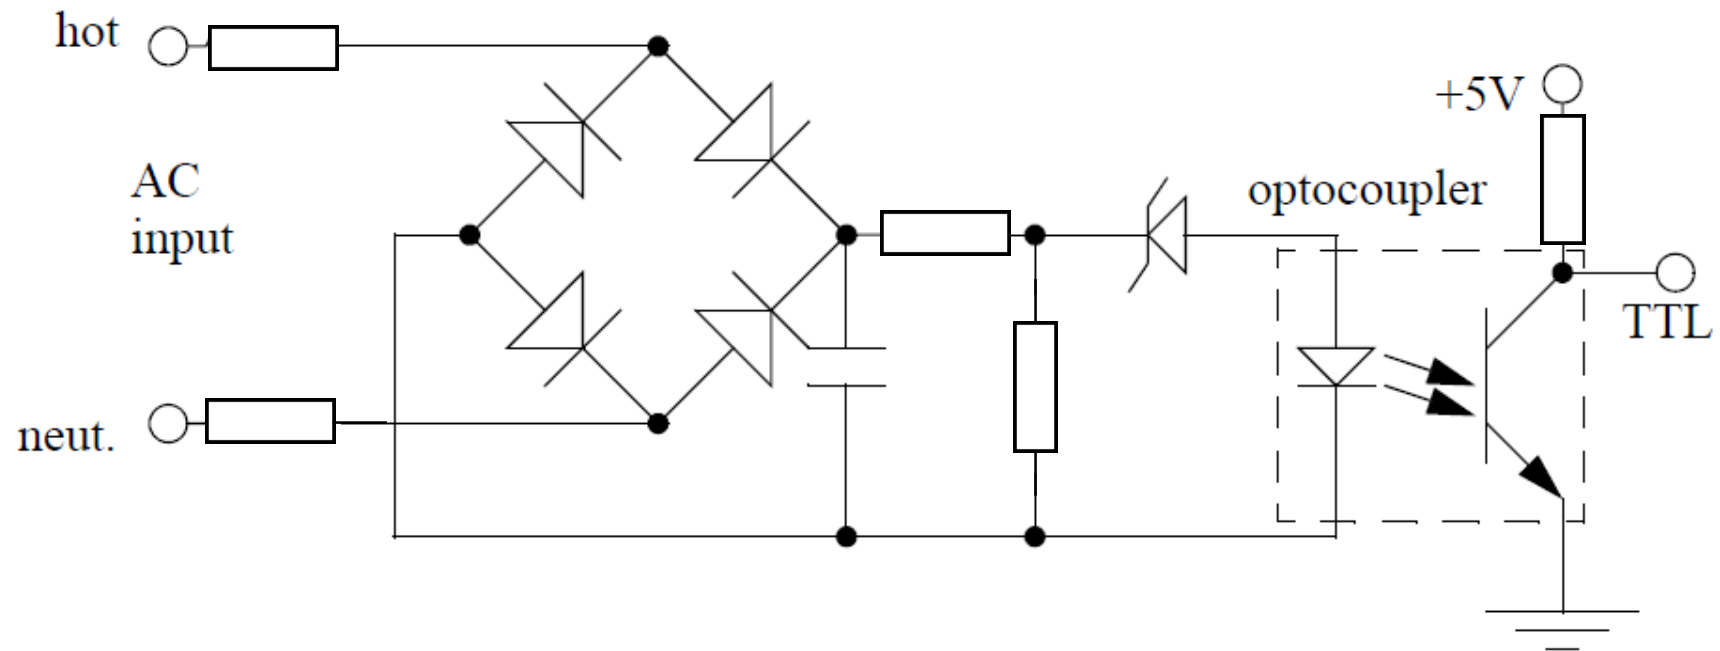 hot
+5V
AC
input
optocoupler
TTL
neut.